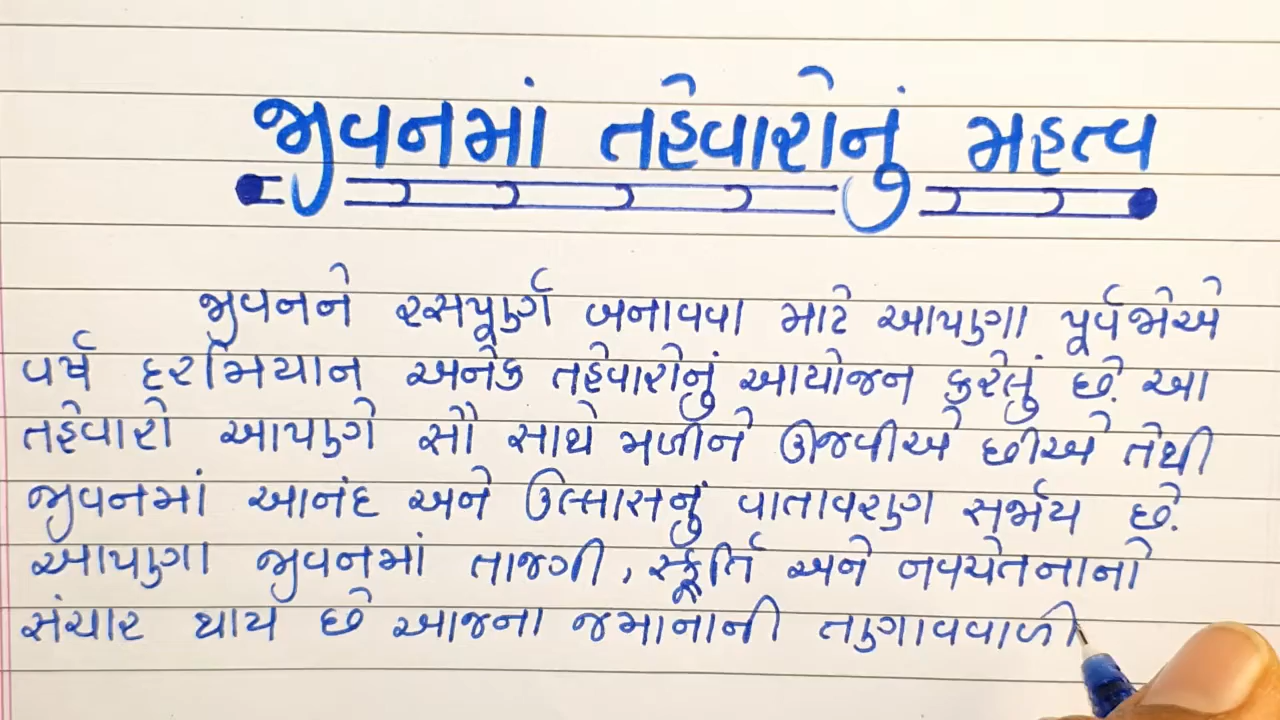 જીવનમાં તહેવારોનું મહત્વ
જીવનને રસપૂર્ણ બનાવવા માટે આપણા પૂર્વજોએ
વર્ષ દરમિયાન અનેક તહેવારોનું આયોજન કરેલું છે. આ
તહેવારો આપણે સૌ સાથે મળીને ઊજવીએ છીએ તેથી
જીવનમાં આનંદ અને ઉલ્લાસનું વાતાવરણ સર્જાય છે.
આપણા જીવનમાં તાજગી, સ્ફૂર્તિ અને નવચેતનાનો
સંચાર થાય છે આજના જમાનાની તણાવવાળી